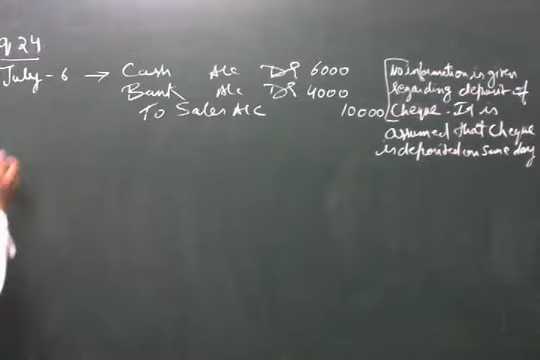 924
July - 6 → Cash A/c Dr 6000
Bank A/c Dr 4000
To Sales A/c 10000
No information is given
regarding deposit of
Cheque. It is
assumed that Cheque
is deposited on same day